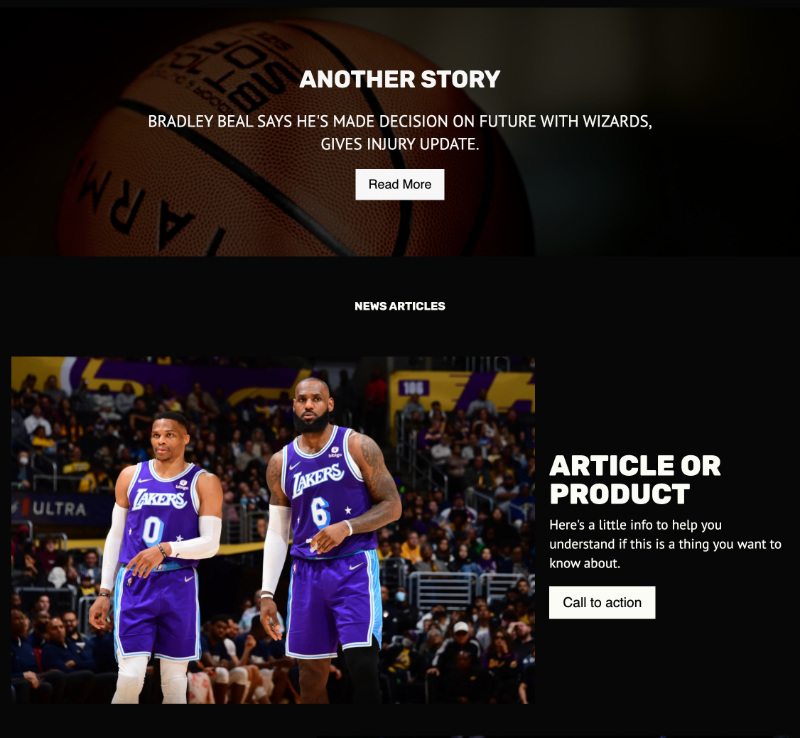 ANOTHER STORY
BRADLEY BEAL SAYS HE'S MADE DECISION ON FUTURE WITH WIZARDS,
GIVES INJURY UPDATE.
Read More
ARM
NEWS ARTICLES
106
LAKERS
LAKERS
6
0
ULTRA
ARTICLE OR
PRODUCT
Here's a little info to help you
understand if this is a thing you want to
know about.
Call to action